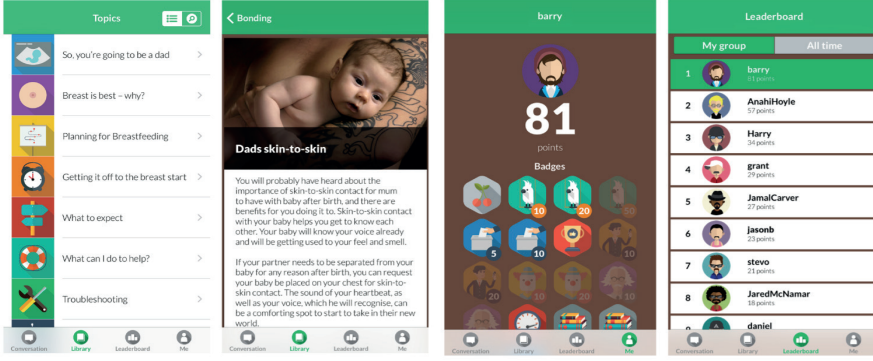 Topics
So, you're going to be a dad
Breast is best – why?
Planning for Breastfeeding
Getting it off to the breast start
What to expect
What can I do to help?
Troubleshooting
Conversation
Library
Leaderboard
Me
Bonding
Dads skin-to-skin
You will probably have heard about the
importance of skin-to-skin contact for mum
to have with baby after birth, and there are
benefits for you doing it to. Skin-to-skin contact
with your baby helps you get to know each
other. Your baby will know your voice already
and will be getting used to your feel and smell.
If your partner needs to be separated from your
baby for any reason after birth, you can request
your baby be placed on your chest for skin-to-
skin contact. The sound of your heartbeat, as
well as your voice, which he will recognise, can
be a comforting spot to start to take in their new
world.
Conversation
Library
Leaderboard
Me
barry
81
points
Badges
10
20
50
5
10
10
20
10
10
Conversation
Library
Leaderboard
Me
Leaderboard
My group
All time
1
barry
81 points
2
AnahiHoyle
57 points
3
Harry
34 points
4
grant
29 points
5
JamalCarver
27 points
6
jasonb
23 points
7
stevo
21 points
8
JaredMcNamar
18 points
daniel
Conversation
Library
Leaderboard
Me